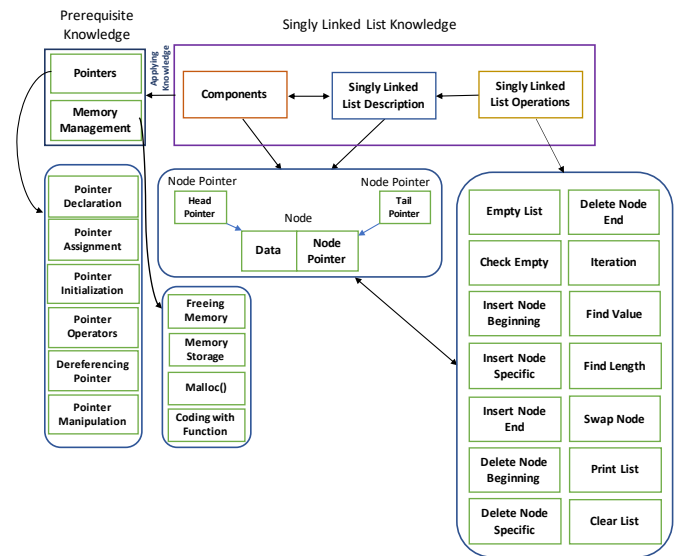 Prerequisite
Knowledge
Singly Linked List Knowledge
Pointers
Memory
Management
Applying
Knowledge
Components
Singly Linked
List Description
Singly Linked
List Operations
Pointer
Declaration
Pointer
Assignment
Pointer
Initialization
Pointer
Operators
Dereferencing
Pointer
Pointer
Manipulation
Freeing
Memory
Memory
Storage
Malloc()
Coding with
Function
Node Pointer
Node Pointer
Head
Pointer
Node
Tail
Pointer
Data
Node
Pointer
Empty List
Delete Node
End
Check Empty
Iteration
Insert Node
Beginning
Find Value
Insert Node
Specific
Find Length
Insert Node
End
Swap Node
Delete Node
Beginning
Print List
Delete Node
Specific
Clear List